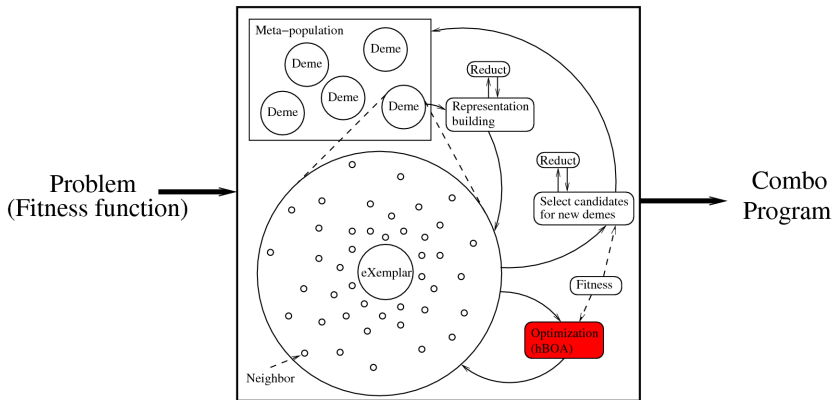 Meta-population
Deme
Deme
Deme
Deme
Deme
Reduct
Representation
building
Reduct
Select candidates
for new demes
Problem
(Fitness function)
Combo
Program
eXemplar
Fitness
Optimization
(hBOA)
Neighbor